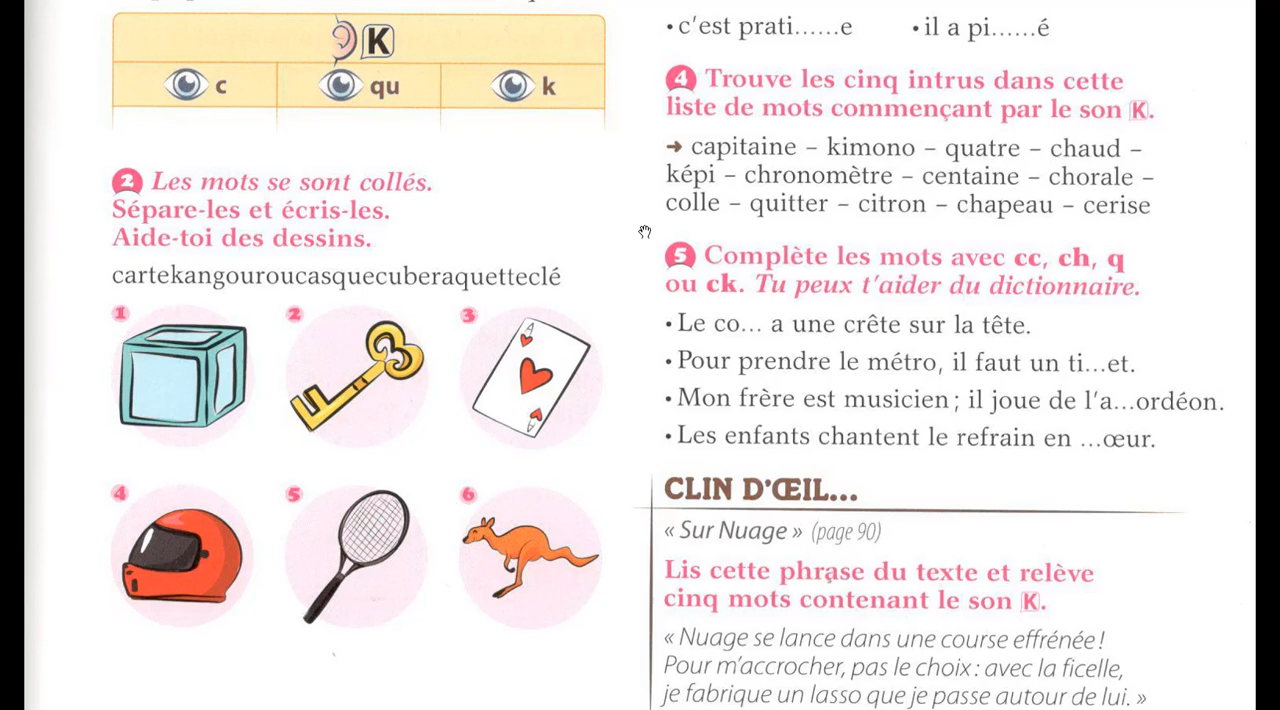 K
c
qu
k
2 Les mots se sont collés.
Sépare-les et écris-les.
Aide-toi des dessins.
cartekangouroucasquecuberaquetteclé
1
2
3
A
A
4
5
6
• c'est prati......e • il a pi......é
4 Trouve les cinq intrus dans cette
liste de mots commençant par le son K.
➜ capitaine – kimono – quatre – chaud –
képi – chronomètre – centaine – chorale –
colle – quitter – citron – chapeau – cerise
5 Complète les mots avec cc, ch, q
ou ck. Tu peux t'aider du dictionnaire.
• Le co... a une crête sur la tête.
• Pour prendre le métro, il faut un ti...et.
• Mon frère est musicien ; il joue de l'a...ordéon.
• Les enfants chantent le refrain en ...œur.
CLIN D'ŒIL...
« Sur Nuage » (page 90)
Lis cette phrase du texte et relève
cinq mots contenant le son K.
« Nuage se lance dans une course effrénée !
Pour m'accrocher, pas le choix : avec la ficelle,
je fabrique un lasso que je passe autour de lui. »